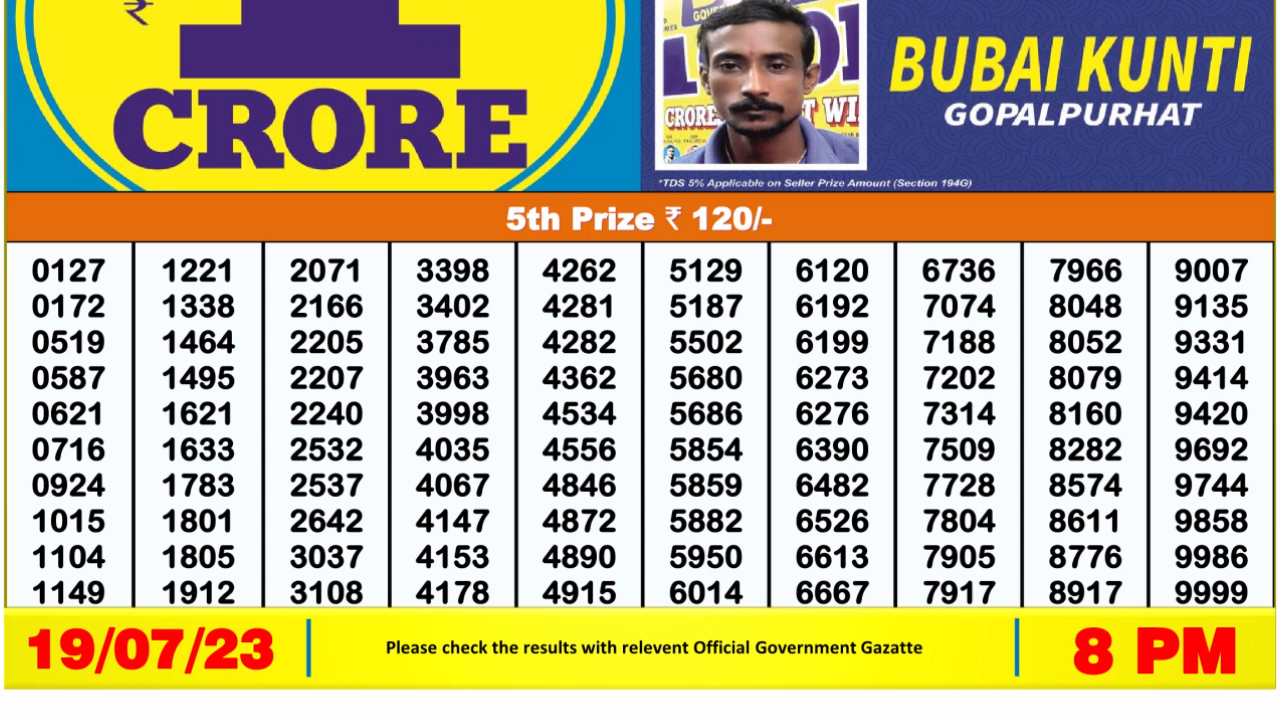 ₹
1
CRORE
BUBAI KUNTI
GOPALPURHAT
*TDS 5% Applicable on Seller Prize Amount (Section 194G)
5th Prize ₹ 120/-
0127 1221 2071 3398 4262 5129 6120 6736 7966 9007
0172 1338 2166 3402 4281 5187 6192 7074 8048 9135
0519 1464 2205 3785 4282 5502 6199 7188 8052 9331
0587 1495 2207 3963 4362 5680 6273 7202 8079 9414
0621 1621 2240 3998 4534 5686 6276 7314 8160 9420
0716 1633 2532 4035 4556 5854 6390 7509 8282 9692
0924 1783 2537 4067 4846 5859 6482 7728 8574 9744
1015 1801 2642 4147 4872 5882 6526 7804 8611 9858
1104 1805 3037 4153 4890 5950 6613 7905 8776 9986
1149 1912 3108 4178 4915 6014 6667 7917 8917 9999
19/07/23
Please check the results with relevent Official Government Gazatte
8 PM